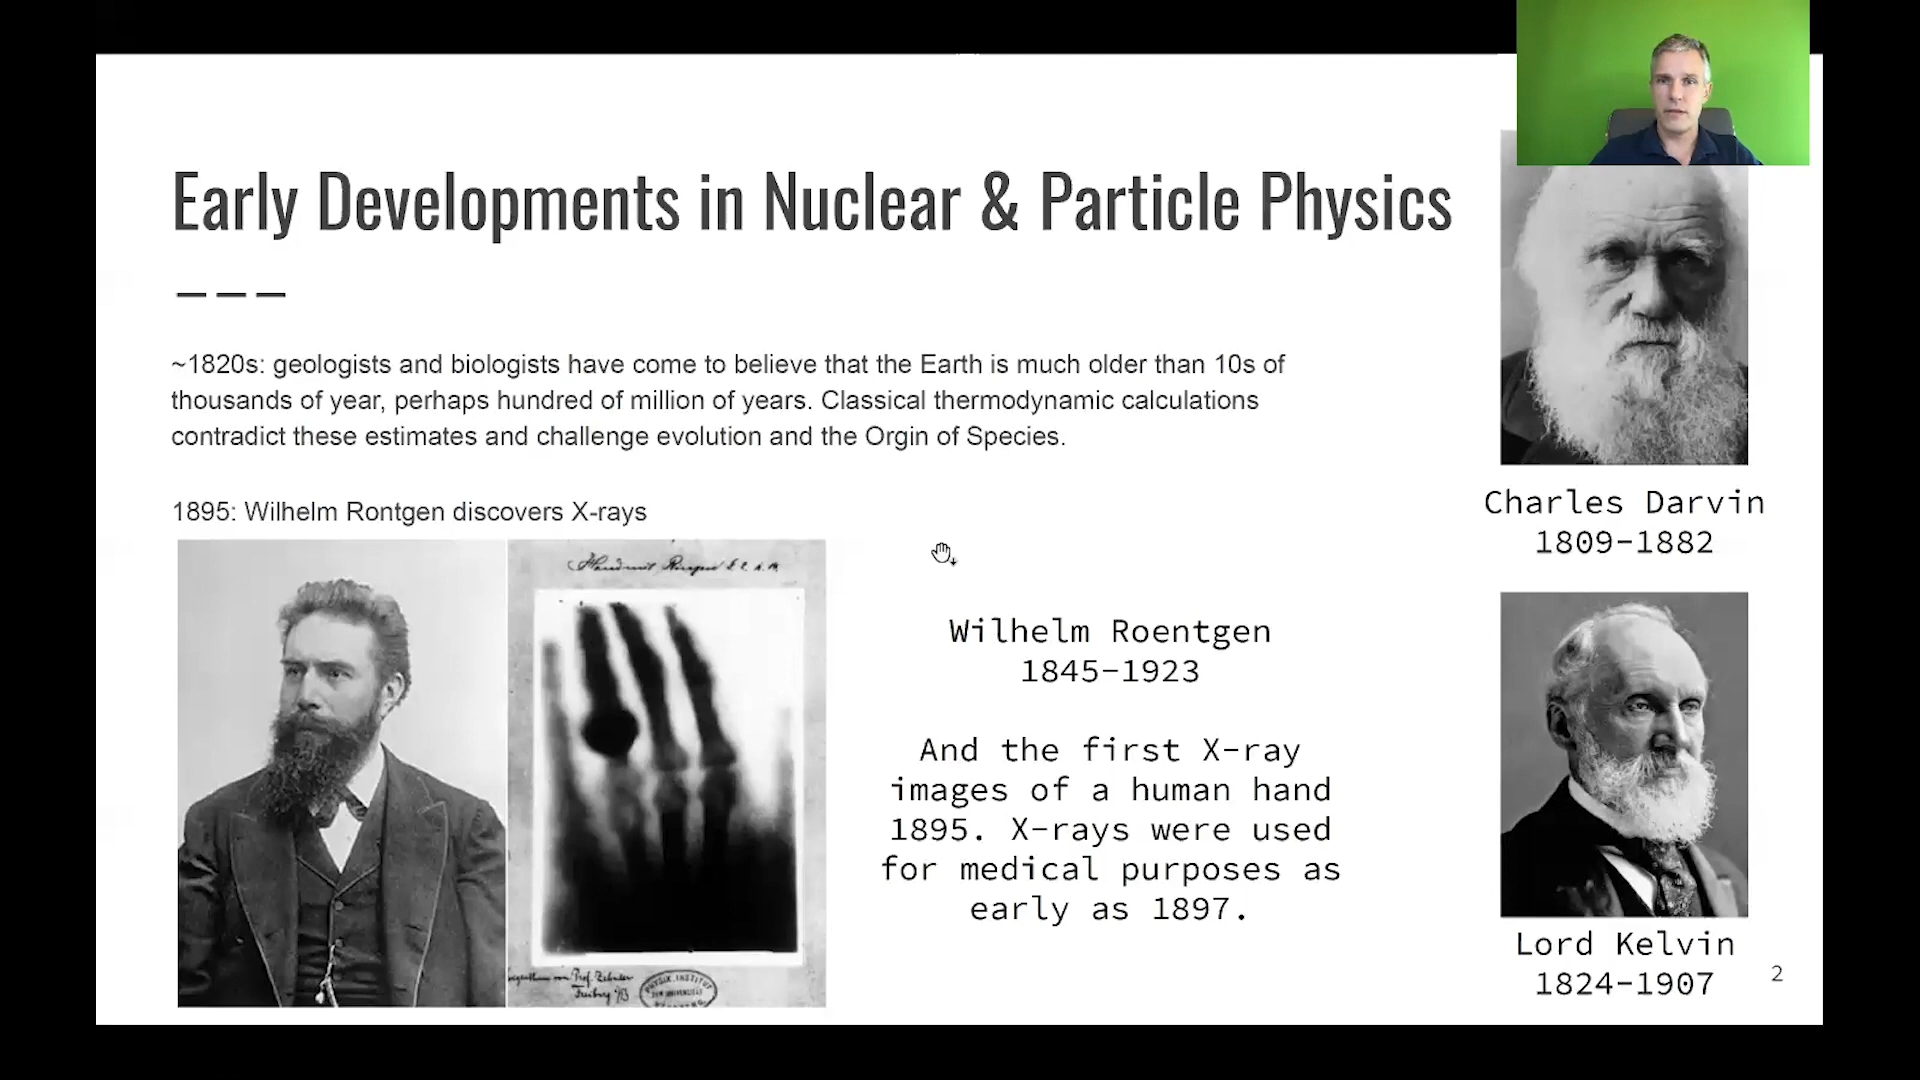 Early Developments in Nuclear & Particle Physics
~1820s: geologists and biologists have come to believe that the Earth is much older than 10s of
thousands of year, perhaps hundred of million of years. Classical thermodynamic calculations
contradict these estimates and challenge evolution and the Orgin of Species.
1895: Wilhelm Rontgen discovers X-rays
Wilhelm Roentgen
1845-1923
And the first X-ray
images of a human hand
1895. X-rays were used
for medical purposes as
early as 1897.
Charles Darvin
1809-1882
Lord Kelvin
1824-1907
2